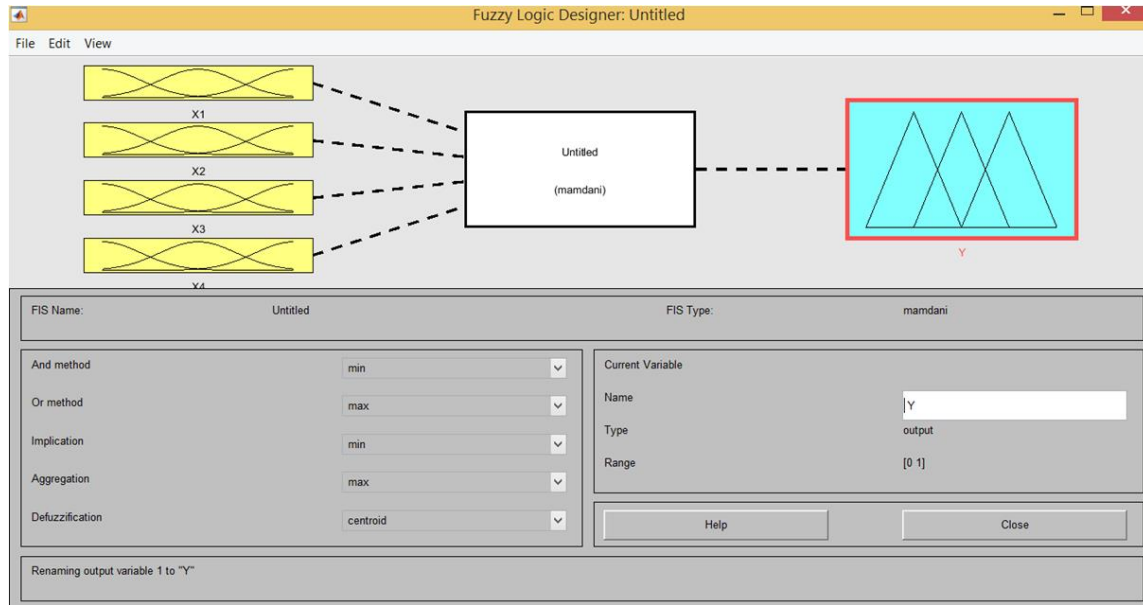 Fuzzy Logic Designer: Untitled
File Edit View
X1
X2
X3
X4
Untitled
(mamdani)
Y
FIS Name: Untitled FIS Type: mamdani
And method min
Or method max
Implication min
Aggregation max
Defuzzification centroid
Current Variable
Name Y
Type output
Range [0 1]
Help Close
Renaming output variable 1 to "Y"